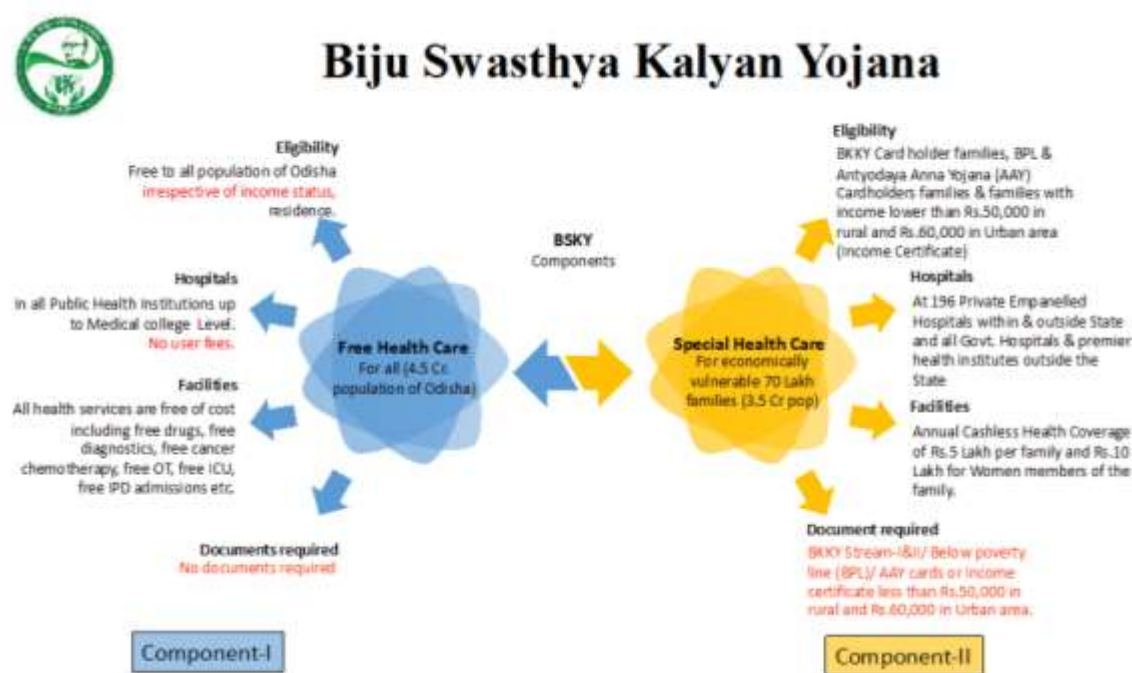 Biju Swasthya Kalyan Yojana
Eligibility
Free to all population of Odisha
irrespective of income status,
residence.
Hospitals
in all Public Health Institutions up
to Medical college Level.
No user fees.
Facilities
All health services are free of cost
including free drugs, free
diagnostics, free cancer
chemotherapy, free OT, free ICU,
free IPD admissions etc.
Documents required
No documents required
Free Health Care
For all (4.5 Cr.
population of Odisha)
Component-I
BSKY
Components
Special Health Care
For economically
vulnerable 70 Lakh
families (3.5 Cr pop)
Eligibility
BKKY Card holder families, BPL &
Antyodaya Anna Yojana (AAY)
Cardholders families & families with
income lower than Rs.50,000 in
rural and Rs.60,000 in Urban area
(Income Certificate)
Hospitals
At 196 Private Empanelled
Hospitals within & outside State
and all Govt. Hospitals & premier
health institutes outside the
State
Facilities
Annual Cashless Health Coverage
of Rs.5 Lakh per family and Rs.10
Lakh for Women members of the
family.
Document required
BKKY Stream-I&II/ Below poverty
line (BPL)/ AAY cards or Income
certificate less than Rs.50,000 in
rural and Rs.60,000 in Urban area.
Component-II